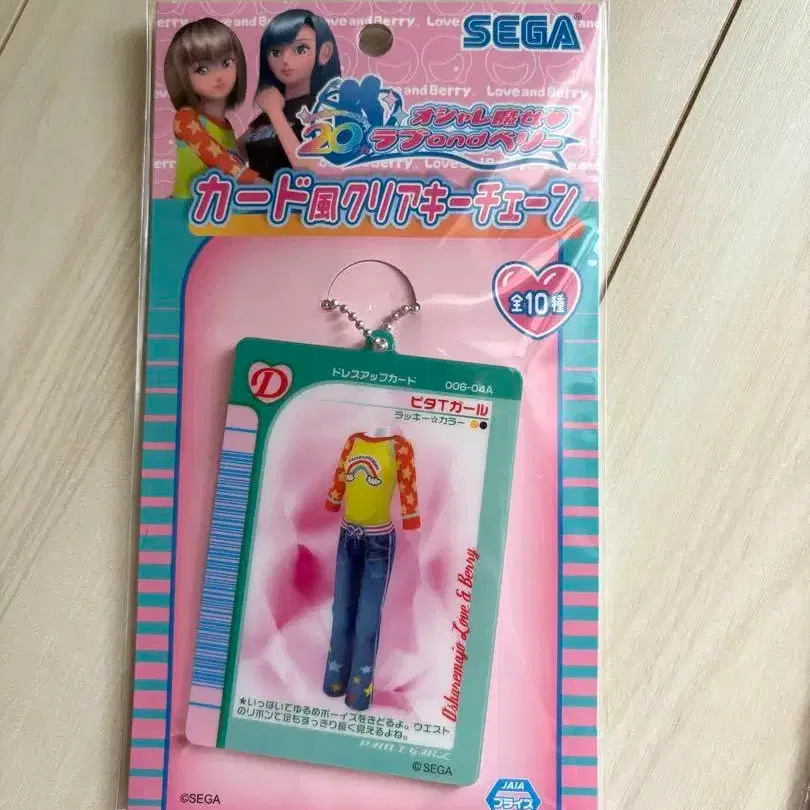 Love and Berry
SEGA
20th
オシャレ魔女♥
ラブandベリー
カード風クリアキーチェーン
全10種
D
ドレスアップカード 006-04A
ピタTガール
ラッキー☆カラー
Osharemajo Love & Berry
★いっぱいてゆるめボーイズをきどるよ。ウエスト
のリボンで足もすっきり長く見えるよね。
©SEGA
©SEGA
JAIA
プライズ